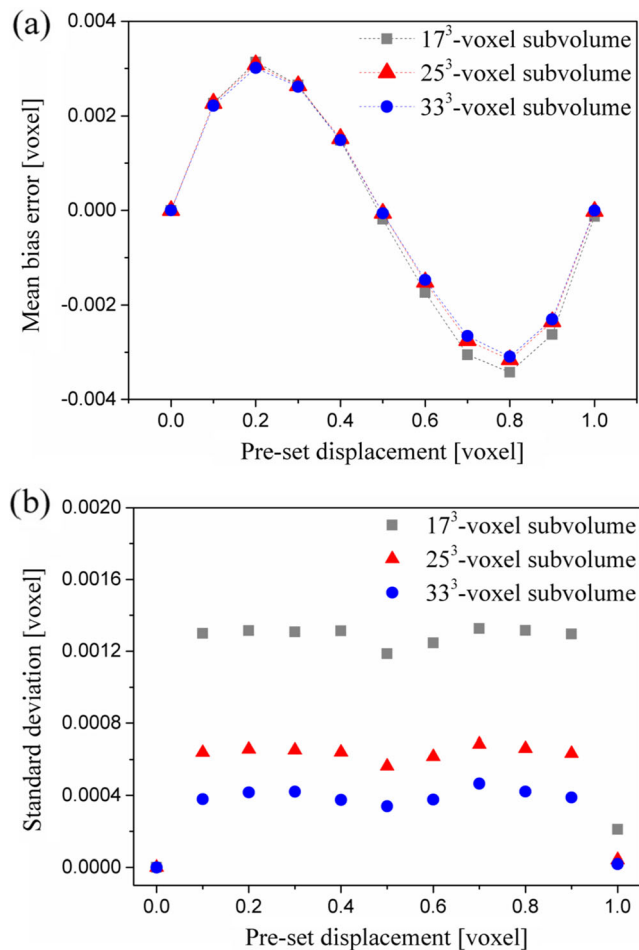 (a)
0.004
0.002
0.000
-0.002
-0.004
Mean bias error [voxel]
17³-voxel subvolume
25³-voxel subvolume
33³-voxel subvolume
0.0 0.2 0.4 0.6 0.8 1.0
Pre-set displacement [voxel]
(b)
0.0020
0.0016
0.0012
0.0008
0.0004
0.0000
Standard deviation [voxel]
17³-voxel subvolume
25³-voxel subvolume
33³-voxel subvolume
0.0 0.2 0.4 0.6 0.8 1.0
Pre-set displacement [voxel]